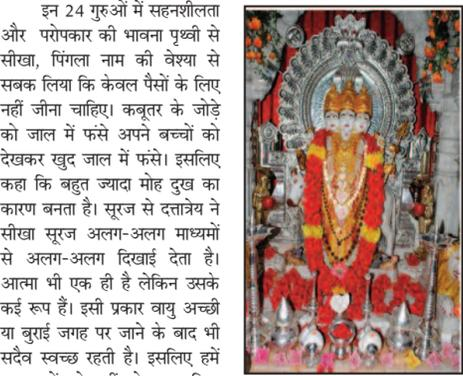 इन 24 गुरुओं में सहनशीलता
और परोपकार की भावना पृथ्वी से
सीखा, पिंगला नाम की वेश्या से
सबक लिया कि केवल पैसों के लिए
नहीं जीना चाहिए। कबूतर के जोड़े
को जाल में फंसे अपने बच्चों को
देखकर खुद जाल में फंसे। इसलिए
कहा कि बहुत ज्यादा मोह दुख का
कारण बनता है। सूरज से दत्तात्रेय ने
सीखा सूरज अलग-अलग माध्यमों
से अलग-अलग दिखाई देता है।
आत्मा भी एक ही है लेकिन उसके
कई रूप हैं। इसी प्रकार वायु अच्छी
या बुराई जगह पर जाने के बाद भी
सदैव स्वच्छ रहती है। इसलिए हमें